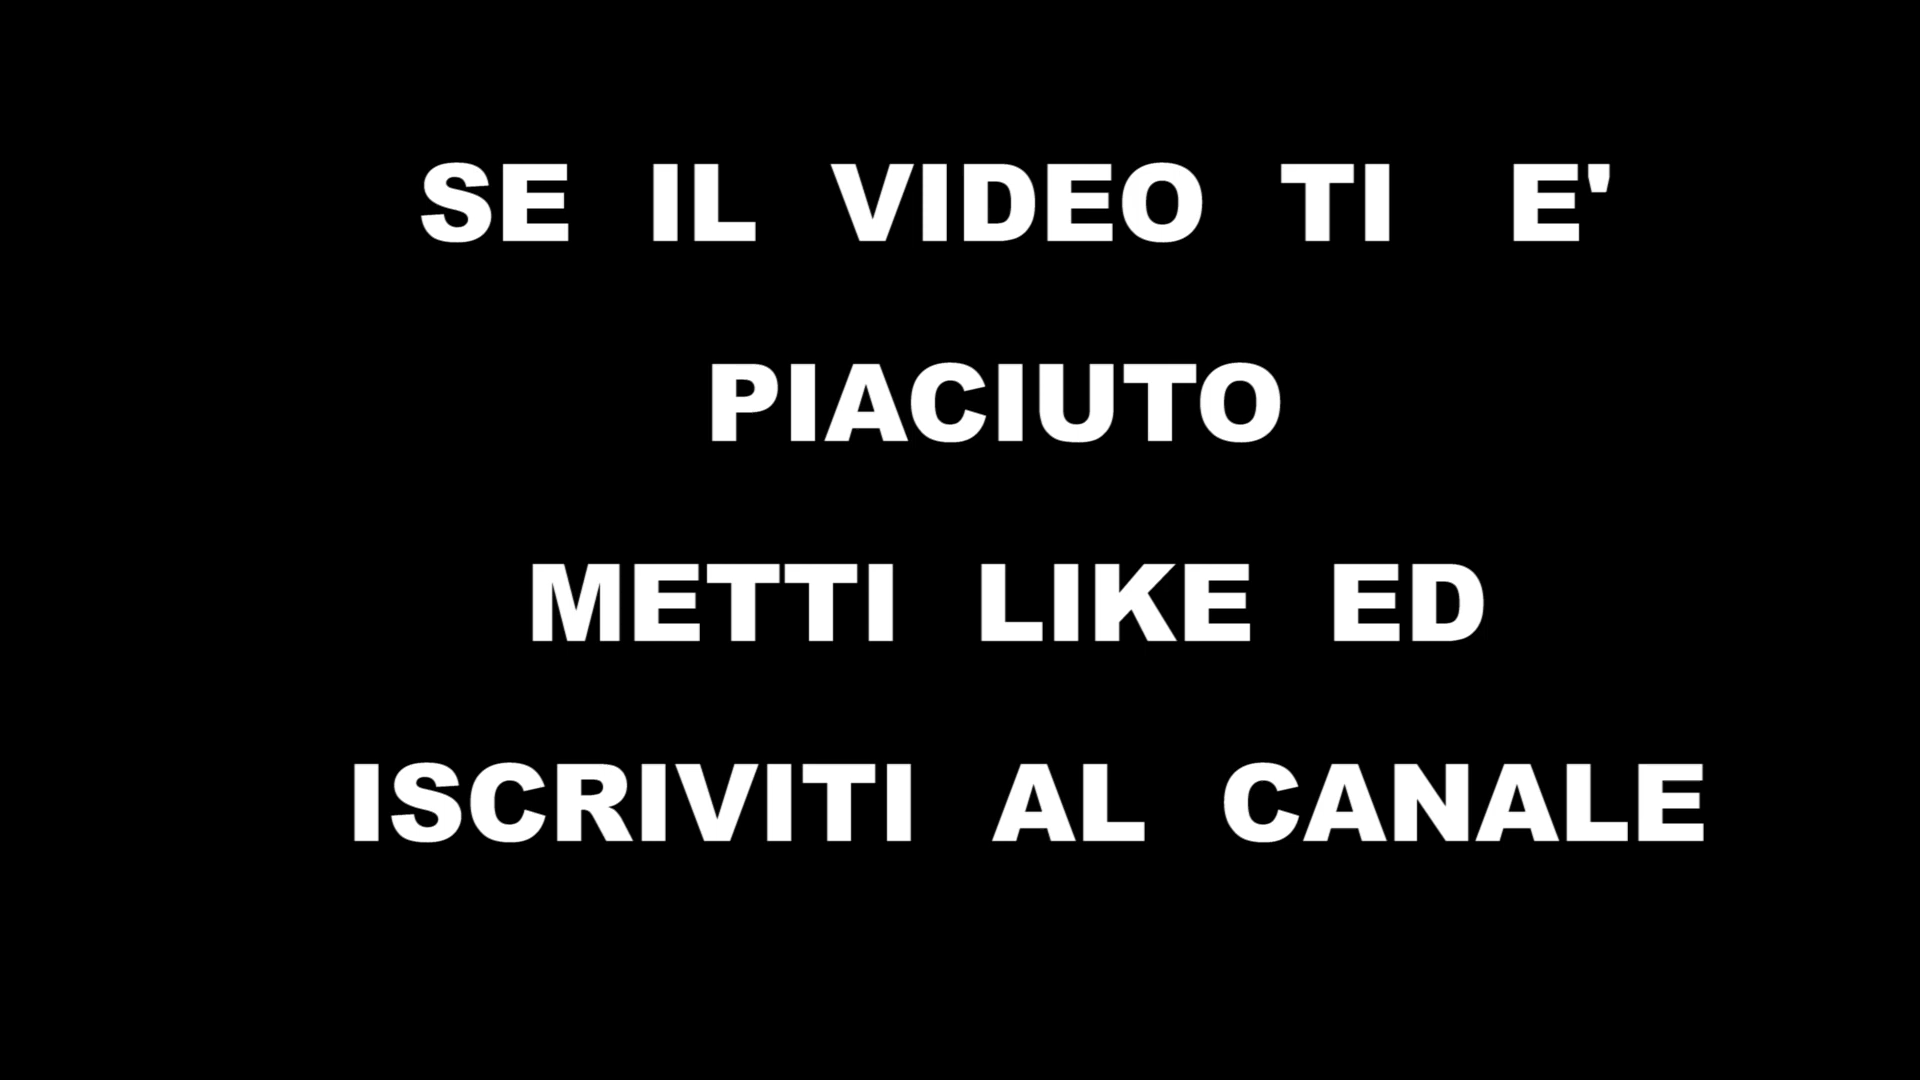 SE IL VIDEO TI E'
PIACIUTO
METTI LIKE ED
ISCRIVITI AL CANALE